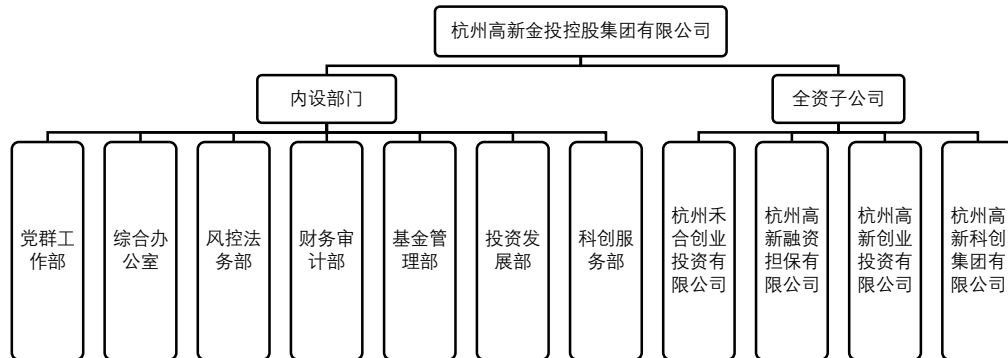 杭州高新金投控股集团有限公司
内设部门
全资子公司
党群工
作部
综合办
公室
风控法
务部
财务审
计部
基金管
理部
投资发
展部
科创服
务部
杭州禾
合创业
投资有
限公司
杭州高
新融资
担保有
限公司
杭州高
新创业
投资有
限公司
杭州高
新科创
集团有
限公司